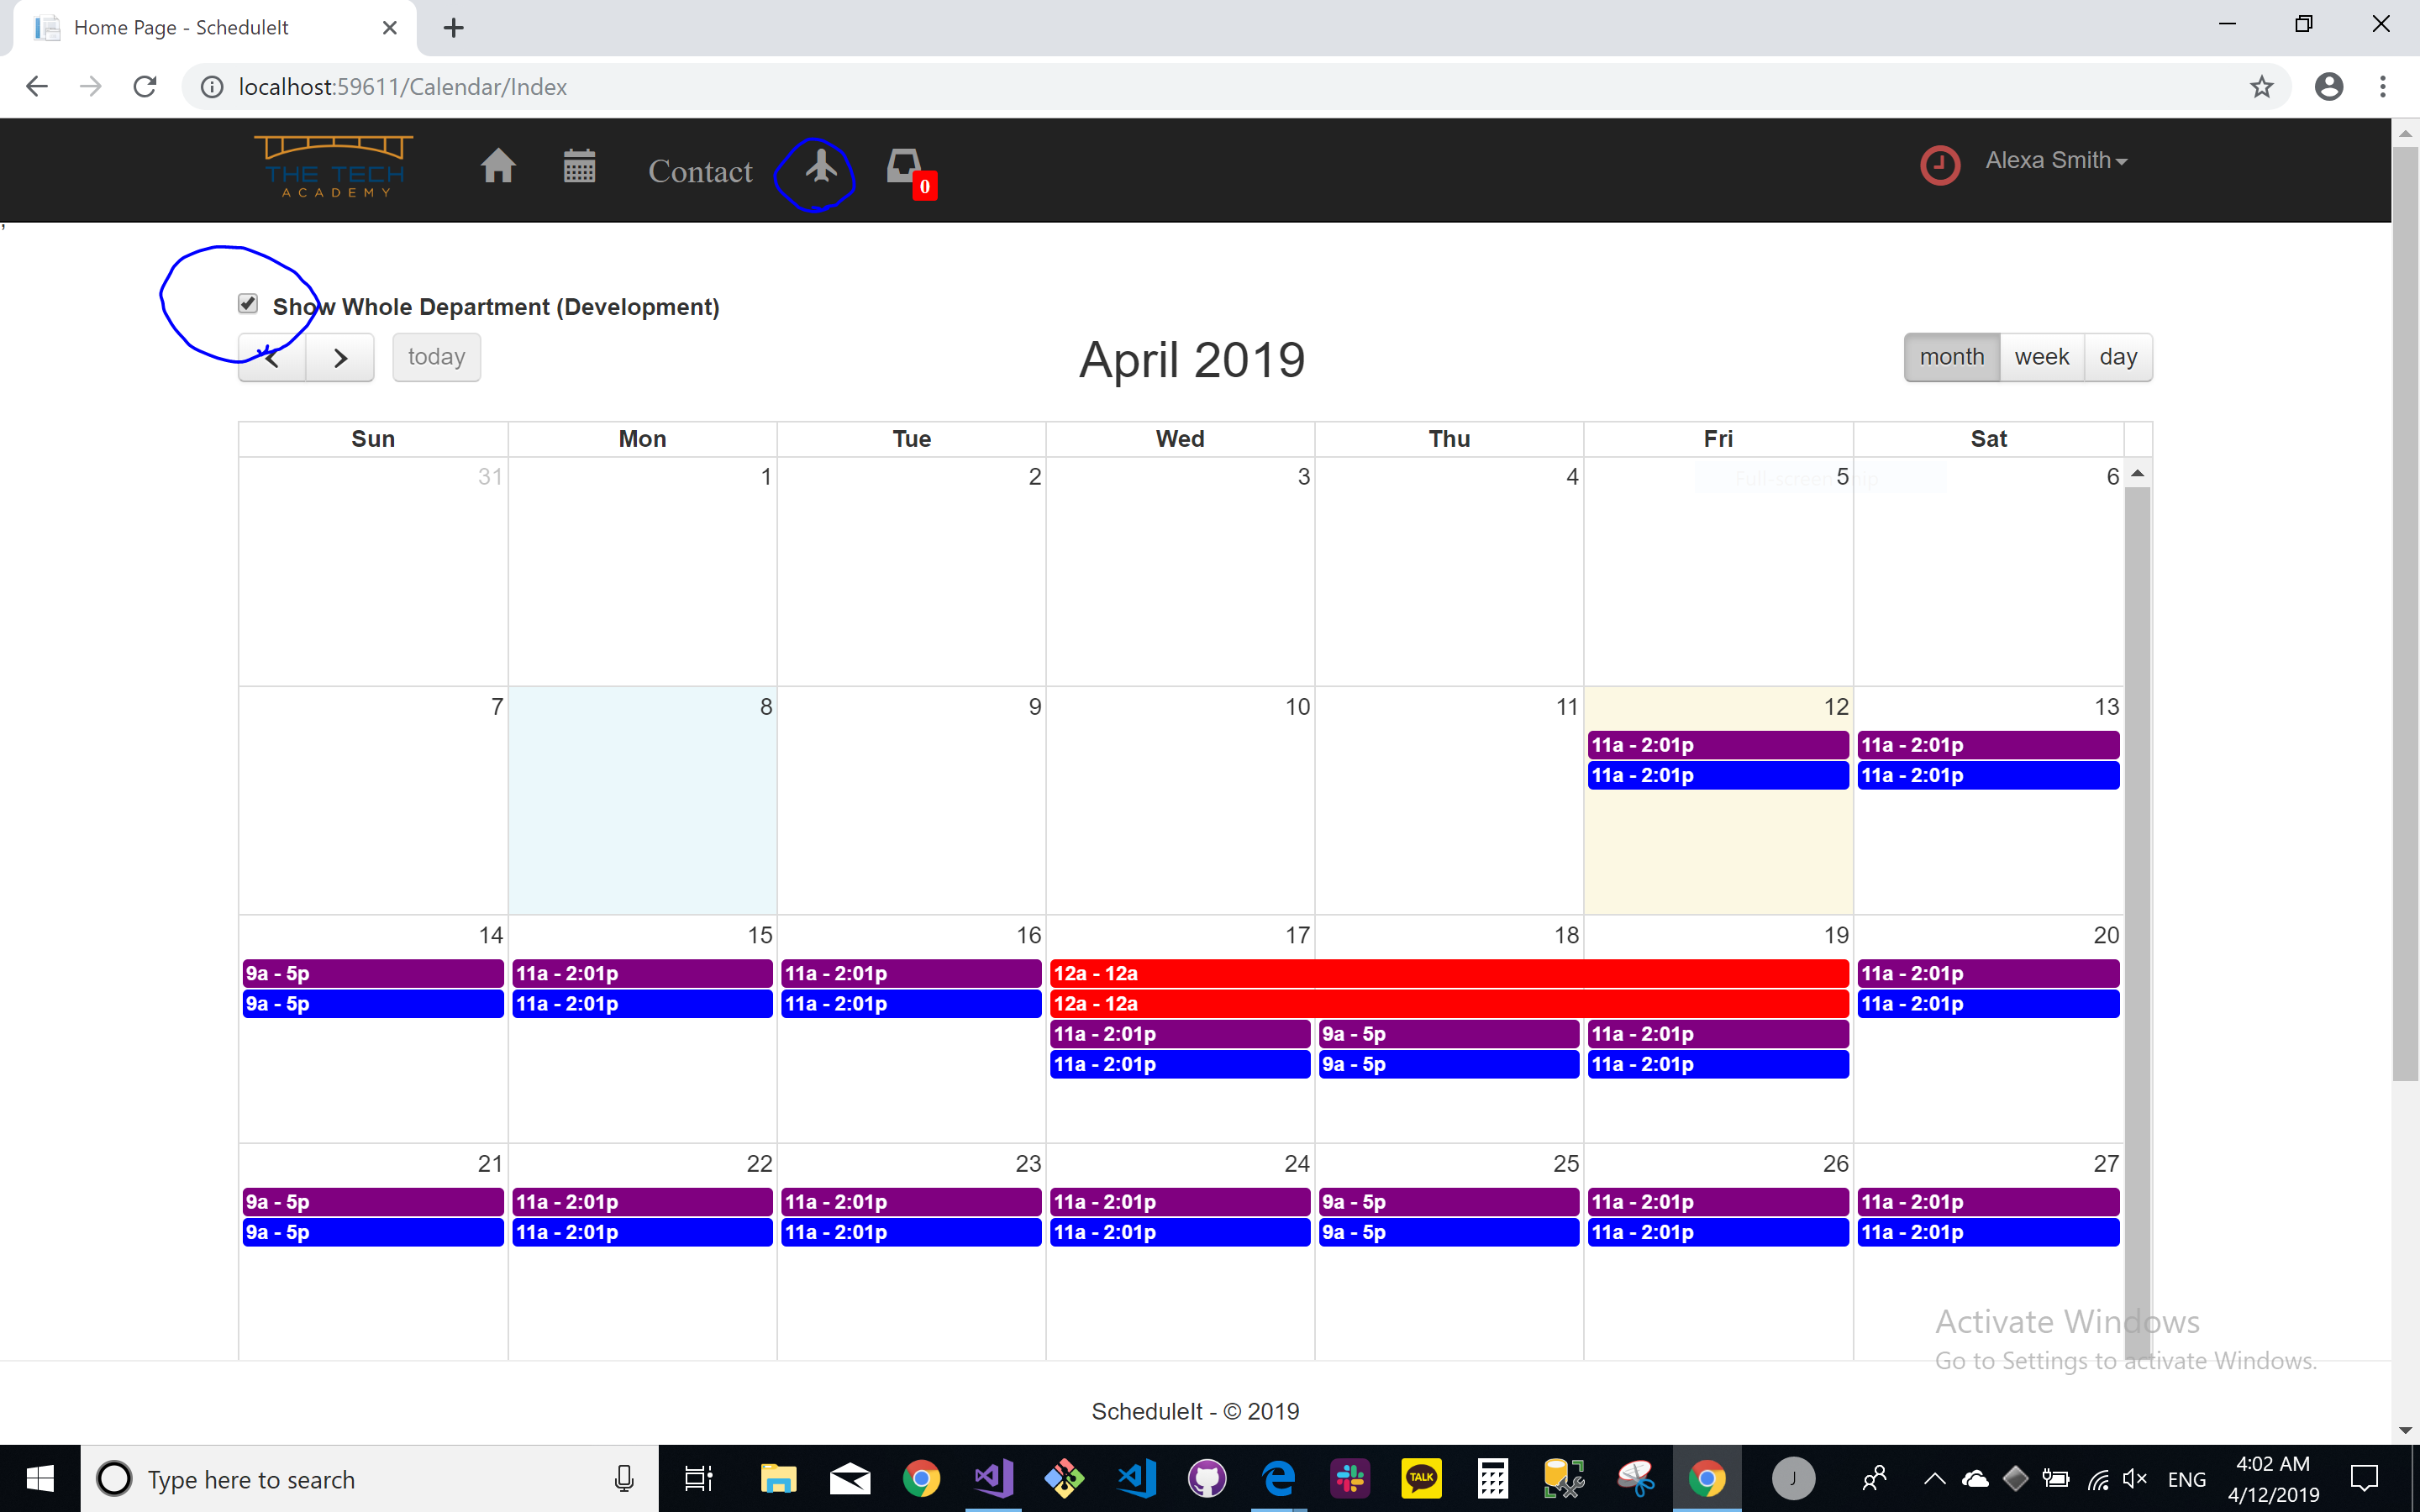 Home Page - ScheduleIt
localhost:59611/Calendar/Index
THE TECH
ACADEMY
Contact
0
Alexa Smith
,
Show Whole Department (Development)
today
April 2019
month week day
Sun Mon Tue Wed Thu Fri Sat
31 1 2 3 4 5 6
Full-screen Snip
7 8 9 10 11 12 13
11a - 2:01p 11a - 2:01p
11a - 2:01p 11a - 2:01p
14 15 16 17 18 19 20
9a - 5p 11a - 2:01p 11a - 2:01p 12a - 12a 11a - 2:01p
9a - 5p 11a - 2:01p 11a - 2:01p 12a - 12a 11a - 2:01p
11a - 2:01p 9a - 5p 11a - 2:01p
11a - 2:01p 9a - 5p 11a - 2:01p
21 22 23 24 25 26 27
9a - 5p 11a - 2:01p 11a - 2:01p 11a - 2:01p 9a - 5p 11a - 2:01p 11a - 2:01p
9a - 5p 11a - 2:01p 11a - 2:01p 11a - 2:01p 9a - 5p 11a - 2:01p 11a - 2:01p
Activate Windows
Go to Settings to activate Windows.
ScheduleIt - © 2019
Type here to search
TALK
J
ENG
4:02 AM
4/12/2019